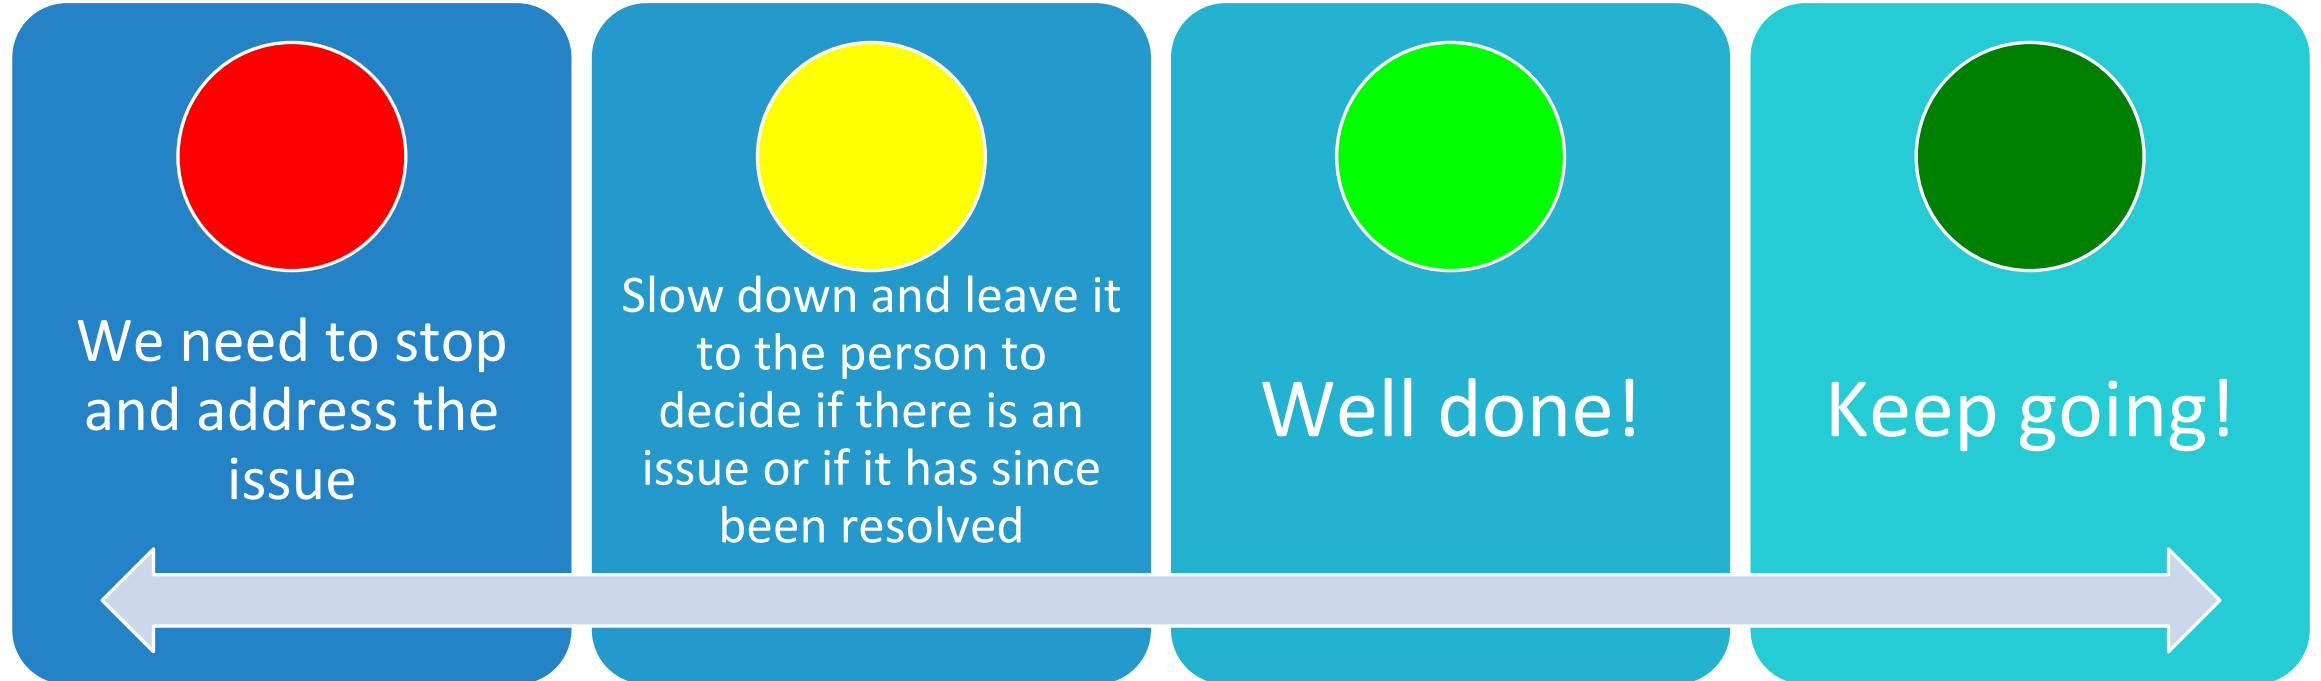 We need to stop
and address the
issue
Slow down and leave it
to the person to
decide if there is an
issue or if it has since
been resolved
Well done!
Keep going!